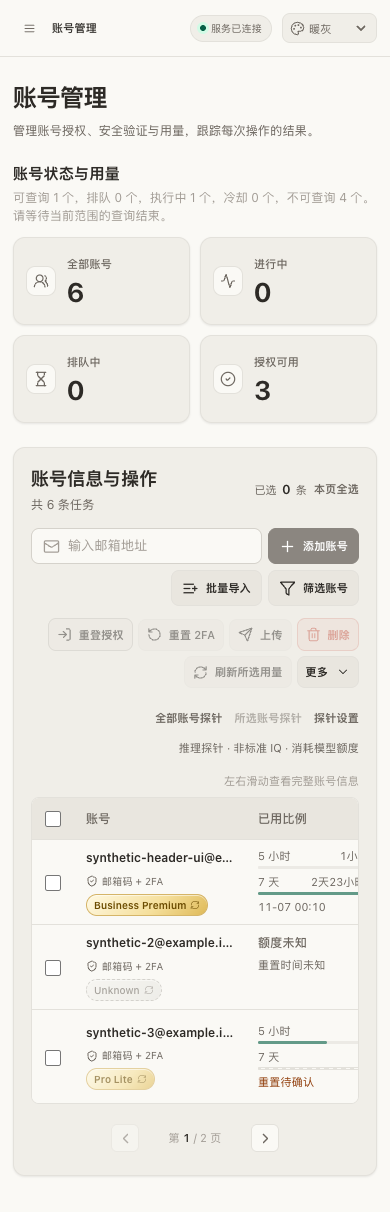 账号管理
服务已连接
暖灰
账号管理
管理账号授权、安全验证与用量，跟踪每次操作的结果。
账号状态与用量
可查询 1 个，排队 0 个，执行中 1 个，冷却 0 个，不可查询 4 个。
请等待当前范围的查询结束。
全部账号
6
进行中
0
排队中
0
授权可用
3
账号信息与操作
共 6 条任务
已选 0 条 本页全选
输入邮箱地址
添加账号
批量导入
筛选账号
重登授权
重置 2FA
上传
删除
刷新所选用量
更多
全部账号探针 所选账号探针 探针设置
推理探针 · 非标准 IQ · 消耗模型额度
左右滑动查看完整账号信息
账号 已用比例
synthetic-header-ui@e...
邮箱码 + 2FA
Business Premium
5 小时 1小
7 天 2天23小
11-07 00:10
synthetic-2@example.i...
邮箱码 + 2FA
Unknown
额度未知
重置时间未知
synthetic-3@example.i...
邮箱码 + 2FA
Pro Lite
5 小时
7 天
重置待确认
第 1 / 2 页